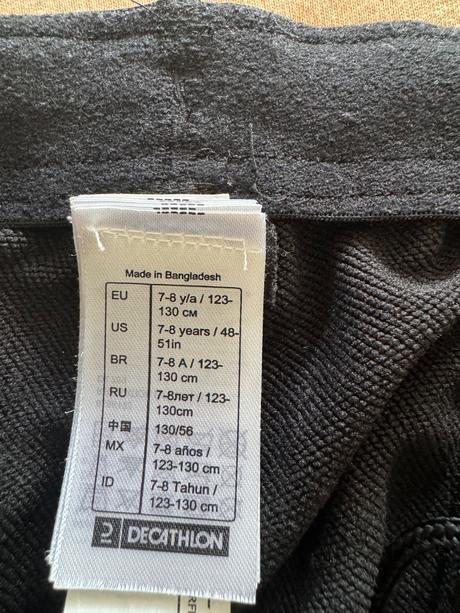 Made in Bangladesh
EU 7-8 y/a / 123-
130 см
US 7-8 years / 48-
51in
BR 7-8 A / 123-
130 cm
RU 7-8лет / 123-
130cm
中国 130/56
MX 7-8 años /
123-130 cm
ID 7-8 Tahun /
123-130 cm
DECATHLON